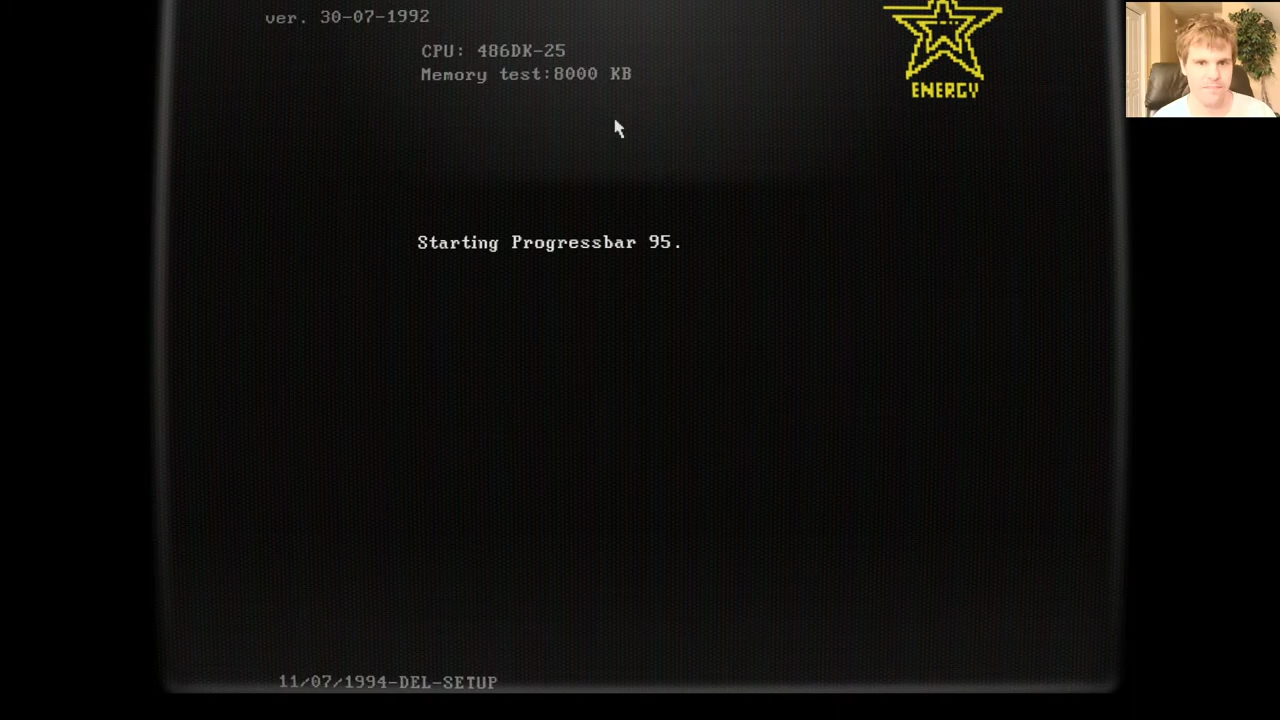 ver. 30-07-1992
CPU: 486DK-25
Memory test:8000 KB
ENERGY
Starting Progressbar 95.
11/07/1994-DEL-SETUP